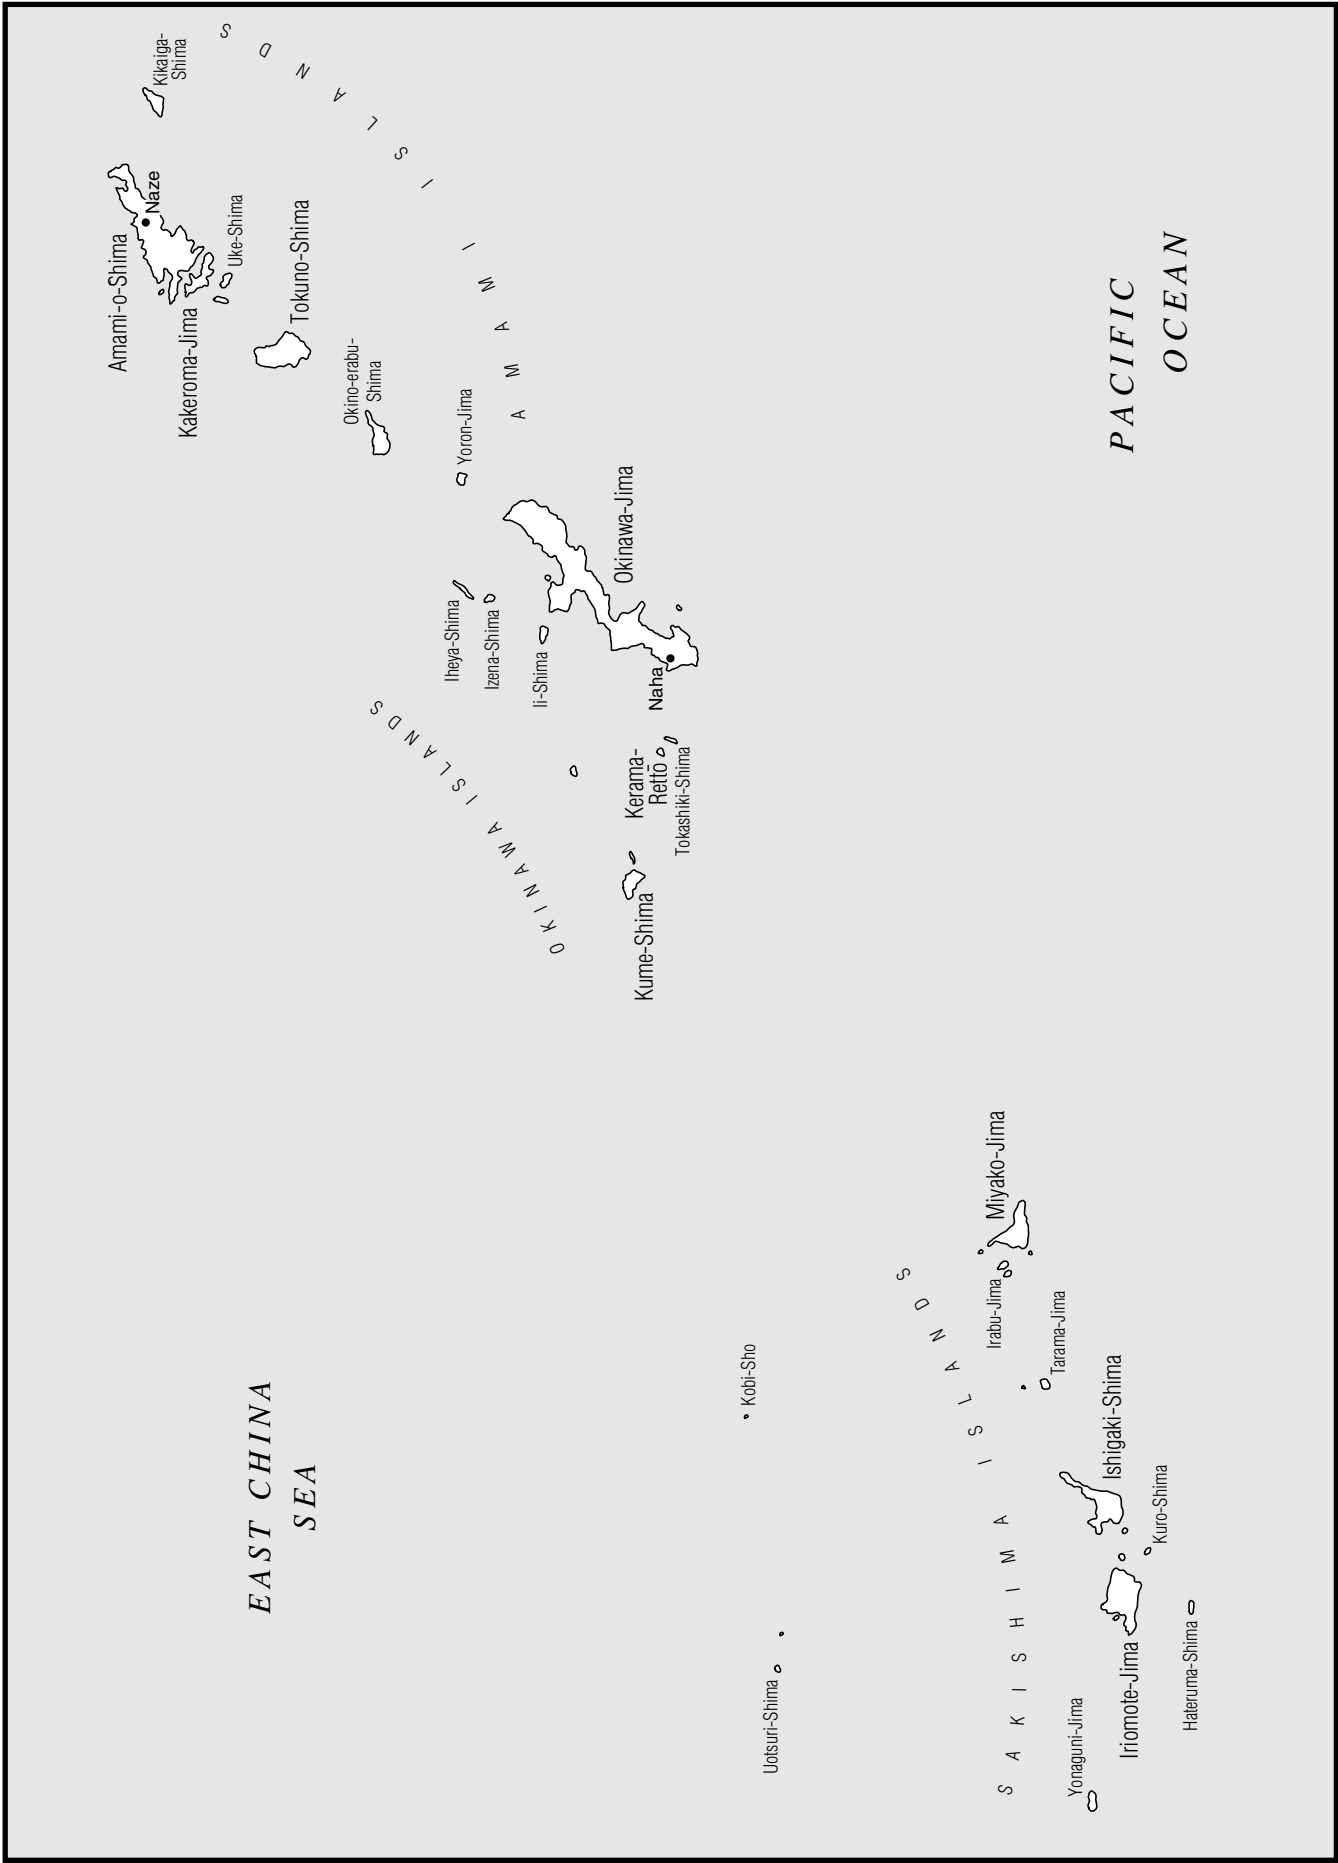 Kikaiga-
Shima
Naze
Amami-o-Shima
Uke-Shima
Kakeroma-Jima
Tokuno-Shima
Okino-erabu-
Shima
Yoron-Jima
AMAMI ISLANDS
Okinawa-Jima
Iheya-Shima
Izena-Shima
Ii-Shima
Naha
OKINAWA ISLANDS
Kerama-
Rettō
Tokashiki-Shima
Kume-Shima
PACIFIC
OCEAN
EAST CHINA
SEA
Miyako-Jima
Irabu-Jima
Tarama-Jima
Kobi-Sho
Ishigaki-Shima
Kuro-Shima
SAKISHIMA ISLANDS
Uotsuri-Shima
Iriomote-Jima
Hateruma-Shima
Yonaguni-Jima